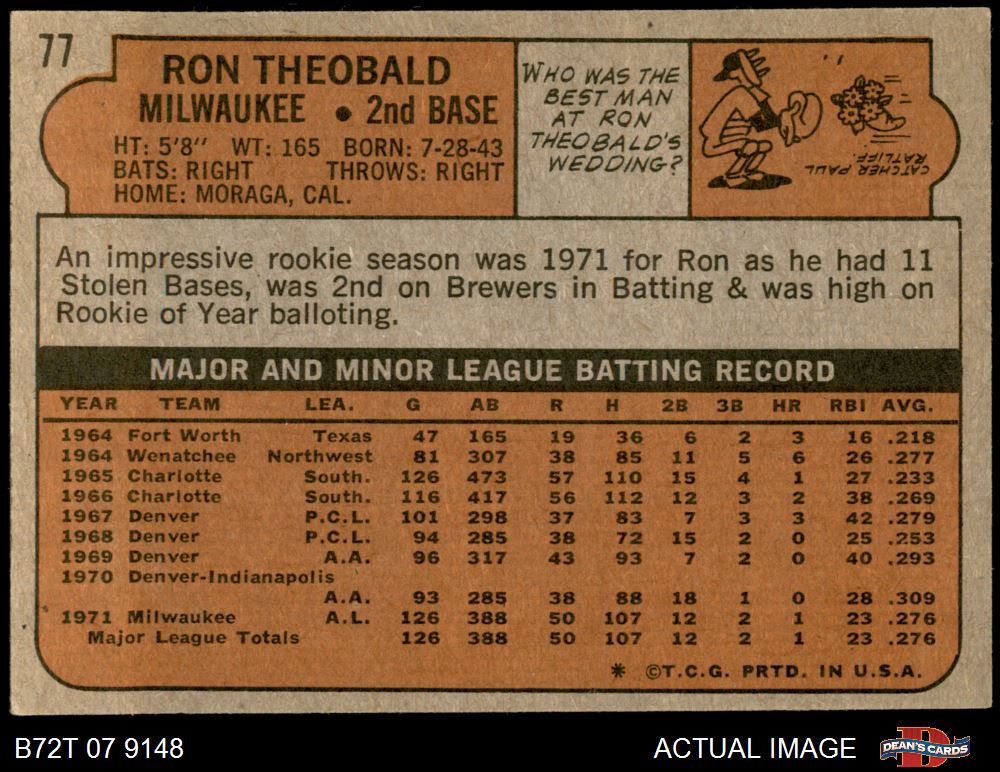 77
RON THEOBALD
MILWAUKEE • 2nd BASE
HT: 5'8" WT: 165 BORN: 7-28-43
BATS: RIGHT THROWS: RIGHT
HOME: MORAGA, CAL.
WHO WAS THE
BEST MAN
AT RON
THEOBALD'S
WEDDING?
CATCHER PAUL
RATLIFF.
An impressive rookie season was 1971 for Ron as he had 11
Stolen Bases, was 2nd on Brewers in Batting & was high on
Rookie of Year balloting.
MAJOR AND MINOR LEAGUE BATTING RECORD
YEAR TEAM LEA. G AB R H 2B 3B HR RBI AVG.
1964 Fort Worth Texas 47 165 19 36 6 2 3 16 .218
1964 Wenatchee Northwest 81 307 38 85 11 5 6 26 .277
1965 Charlotte South. 126 473 57 110 15 4 1 27 .233
1966 Charlotte South. 116 417 56 112 12 3 2 38 .269
1967 Denver P.C.L. 101 298 37 83 7 3 3 42 .279
1968 Denver P.C.L. 94 285 38 72 15 2 0 25 .253
1969 Denver A.A. 96 317 43 93 7 2 0 40 .293
1970 Denver-Indianapolis
A.A. 93 285 38 88 18 1 0 28 .309
1971 Milwaukee A.L. 126 388 50 107 12 2 1 23 .276
Major League Totals 126 388 50 107 12 2 1 23 .276
* ©T.C.G. PRTD. IN U.S.A.
B72T 07 9148
ACTUAL IMAGE
DEAN'S CARDS